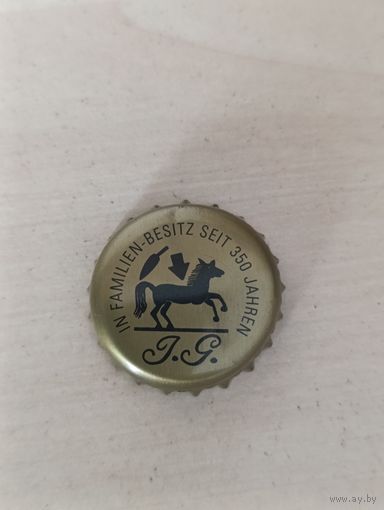 IN FAMILIEN-BESITZ SEIT 350 JAHREN
J.G.
www.ay.by